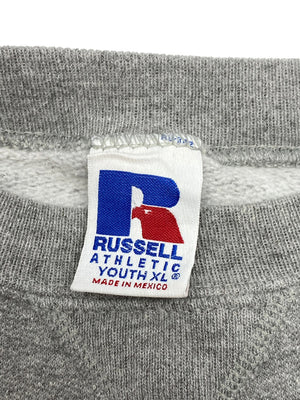 R
RUSSELL
ATHLETIC
YOUTH XL®
MADE IN MEXICO